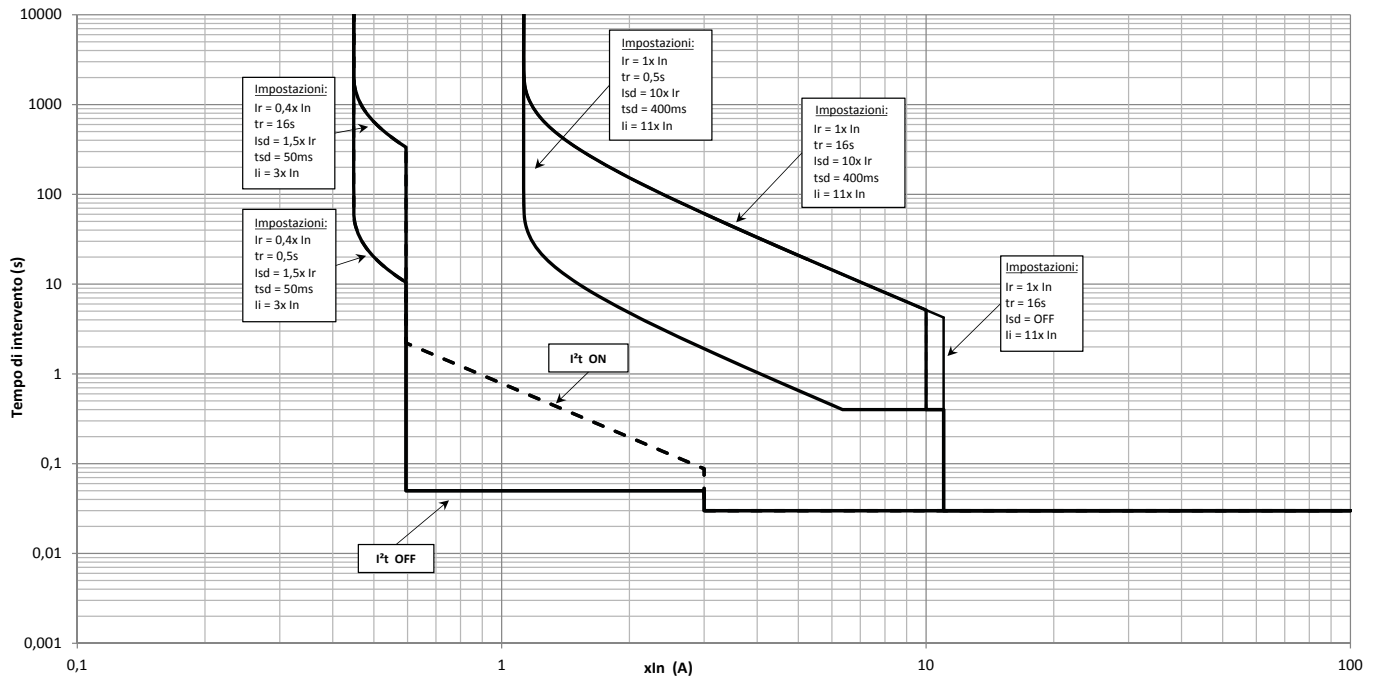 10000
1000
100
10
1
0,1
0,01
0,001
Tempo di intervento (s)
Impostazioni:
Ir = 0,4x In
tr = 16s
Isd = 1,5x Ir
tsd = 50ms
Ii = 3x In
Impostazioni:
Ir = 0,4x In
tr = 0,5s
Isd = 1,5x Ir
tsd = 50ms
Ii = 3x In
Impostazioni:
Ir = 1x In
tr = 0,5s
Isd = 10x Ir
tsd = 400ms
Ii = 11x In
Impostazioni:
Ir = 1x In
tr = 16s
Isd = 10x Ir
tsd = 400ms
Ii = 11x In
Impostazioni:
Ir = 1x In
tr = 16s
Isd = OFF
Ii = 11x In
I²t ON
I²t OFF
0,1
1
10
100
xIn (A)